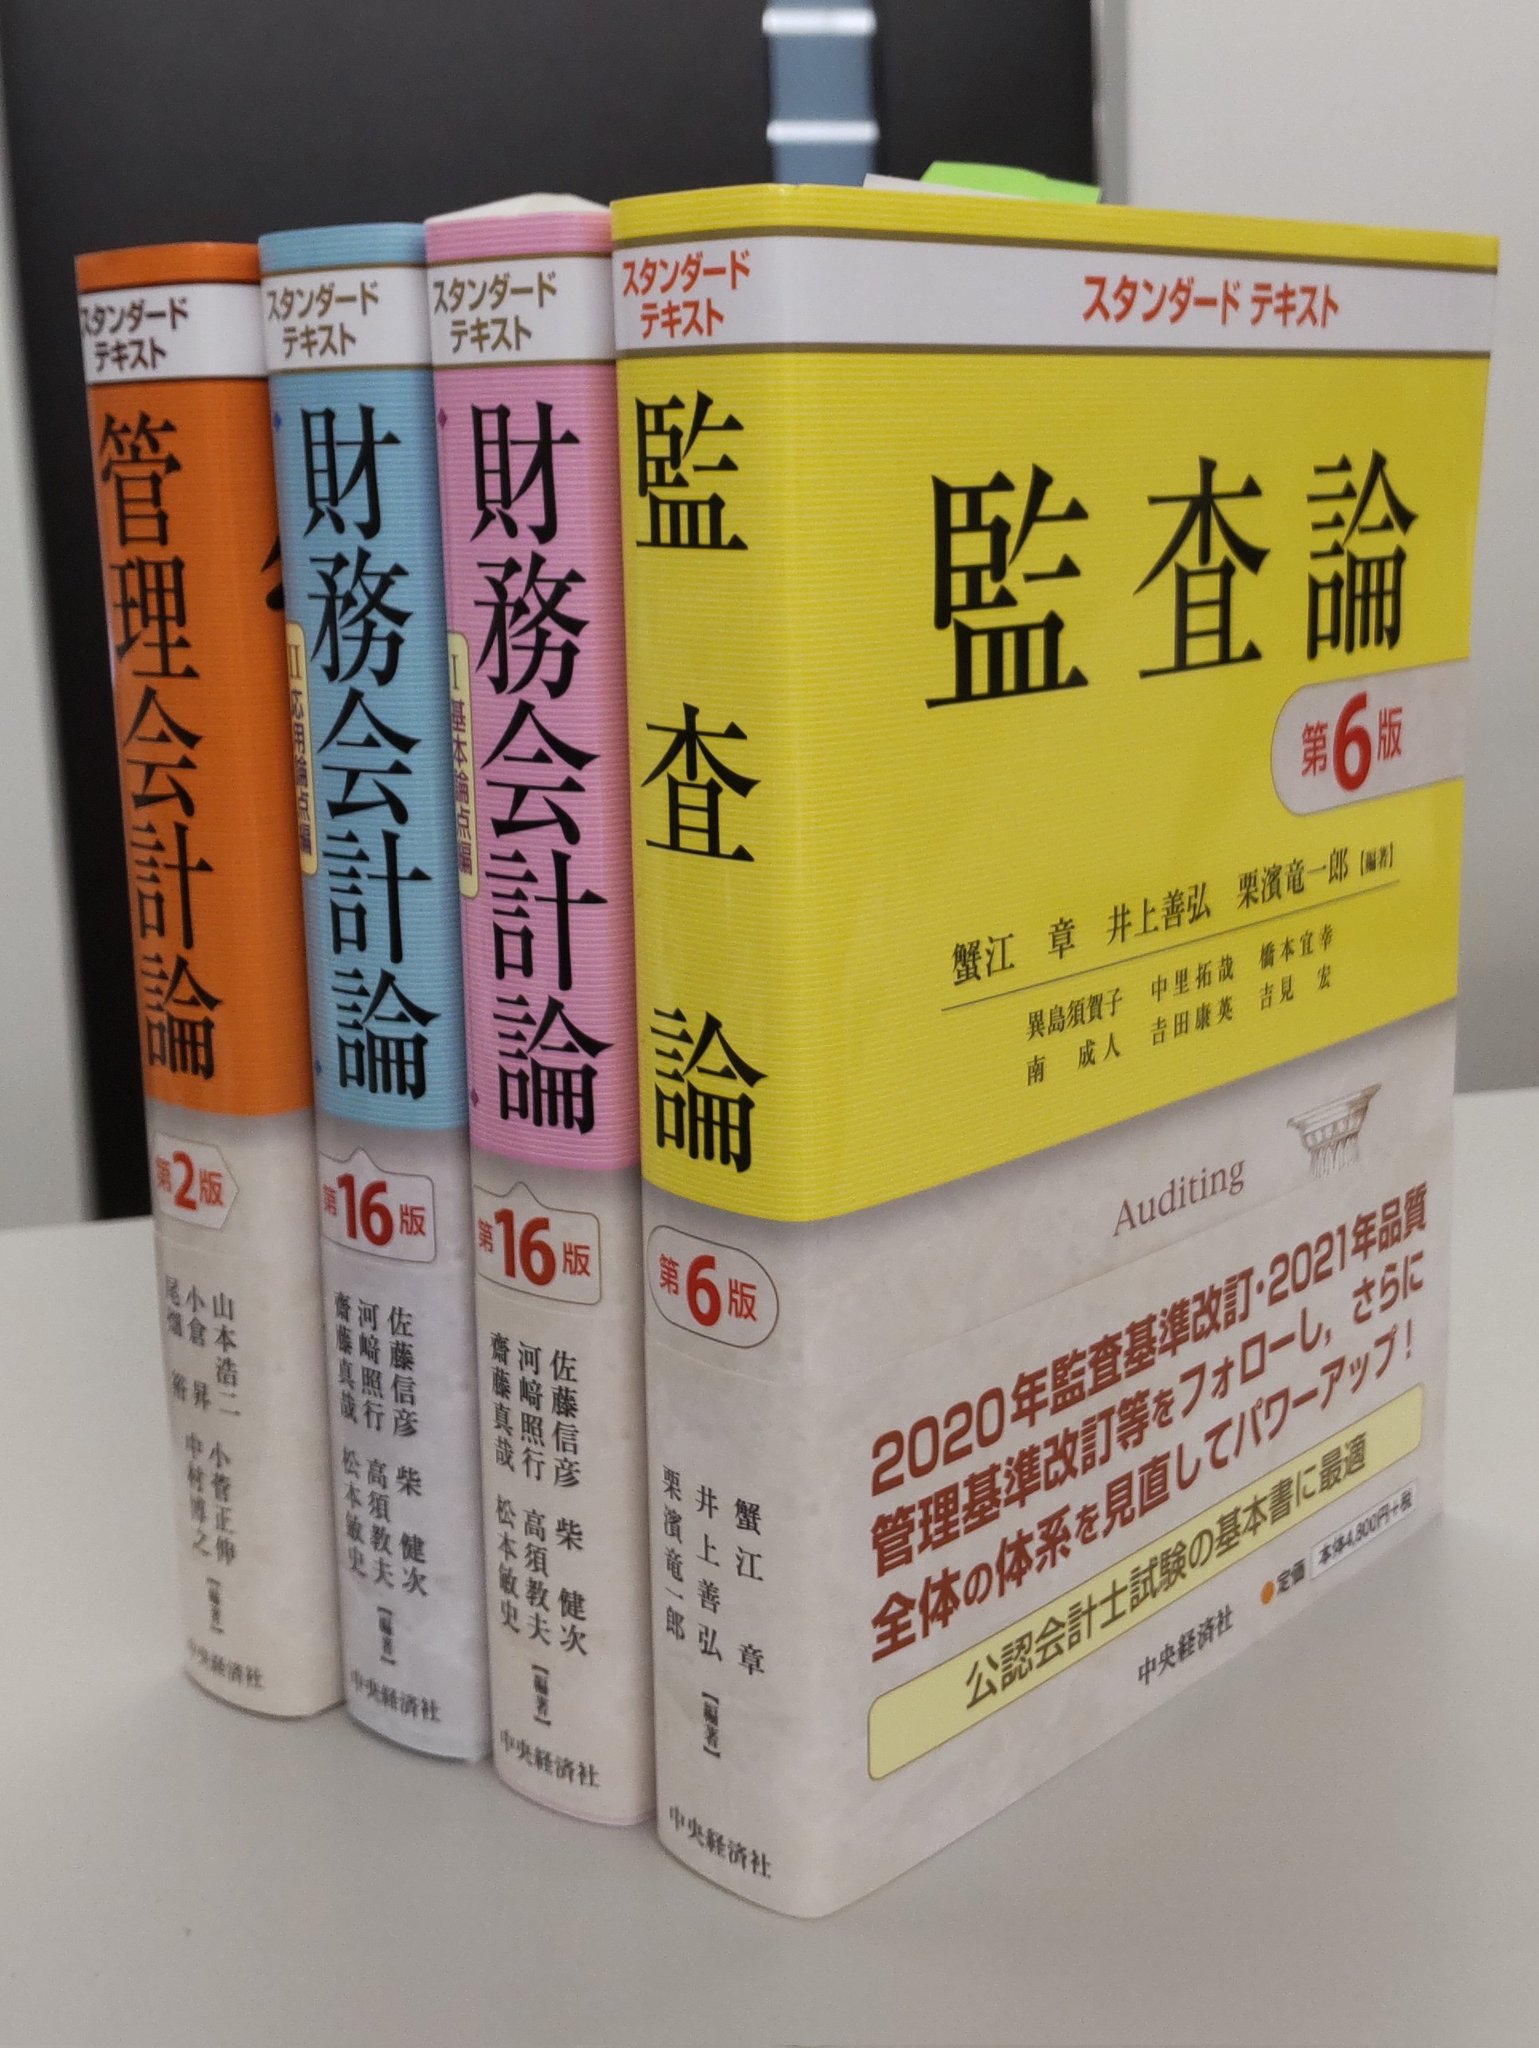 スタンダード
テキスト
管理会計論
第2版
山本浩二
小倉 昇
尾畑 裕
小菅正伸
中村博之
【編著】
中央経済社
スタンダード
テキスト
財務会計論
II 応用論点編
第16版
佐藤信彦
河﨑照行
齋藤真哉
柴 健次
高須教夫
松本敏史
【編著】
中央経済社
スタンダード
テキスト
財務会計論
I 基本論点編
第16版
佐藤信彦
河﨑照行
齋藤真哉
柴 健次
高須教夫
松本敏史
【編著】
中央経済社
スタンダード
テキスト
監査論
第6版
蟹江 章
井上善弘
栗濱竜一郎
【編著】
中央経済社
スタンダード テキスト
監査論
第6版
蟹江 章 井上善弘 栗濱竜一郎【編著】
異島須賀子 中里拓哉 橋本宜幸
南 成人 吉田康英 吉見 宏
Auditing
2020年監査基準改訂・2021年品質
管理基準改訂等をフォローし，さらに
全体の体系を見直してパワーアップ！
公認会計士試験の基本書に最適
●定価 本体4,800円+税
中央経済社